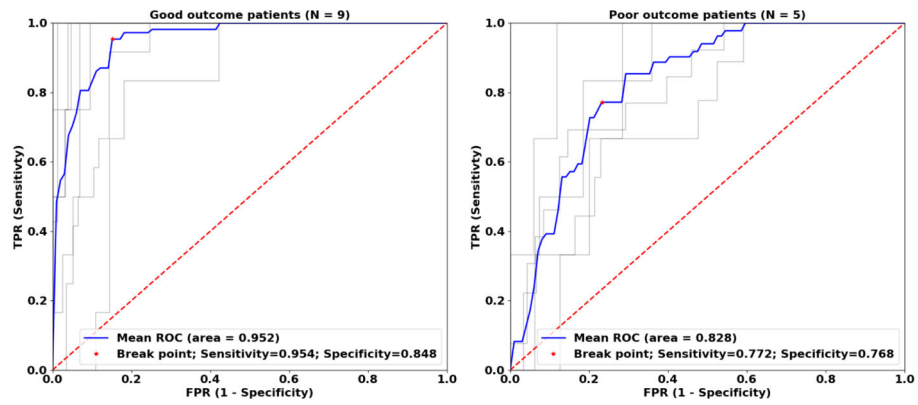 Good outcome patients (N = 9)
1.0
0.8
0.6
0.4
0.2
0.0
TPR (Sensitivty)
Mean ROC (area = 0.952)
Break point; Sensitivity=0.954; Specificity=0.848
0.0 0.2 0.4 0.6 0.8 1.0
FPR (1 - Specificity)
Poor outcome patients (N = 5)
1.0
0.8
0.6
0.4
0.2
0.0
TPR (Sensitivty)
Mean ROC (area = 0.828)
Break point; Sensitivity=0.772; Specificity=0.768
0.0 0.2 0.4 0.6 0.8 1.0
FPR (1 - Specificity)